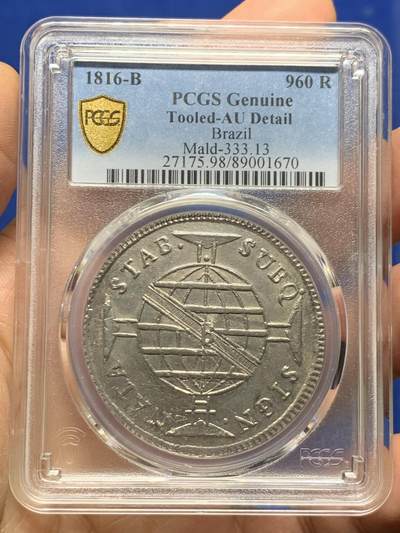 1816-B 960 R
PCGS Genuine
Tooled-AU Detail
Brazil
Mald-333.13
27175.98/89001670
PCGS
STAB. SUBQ
SIGN. NATA
B
PCGS